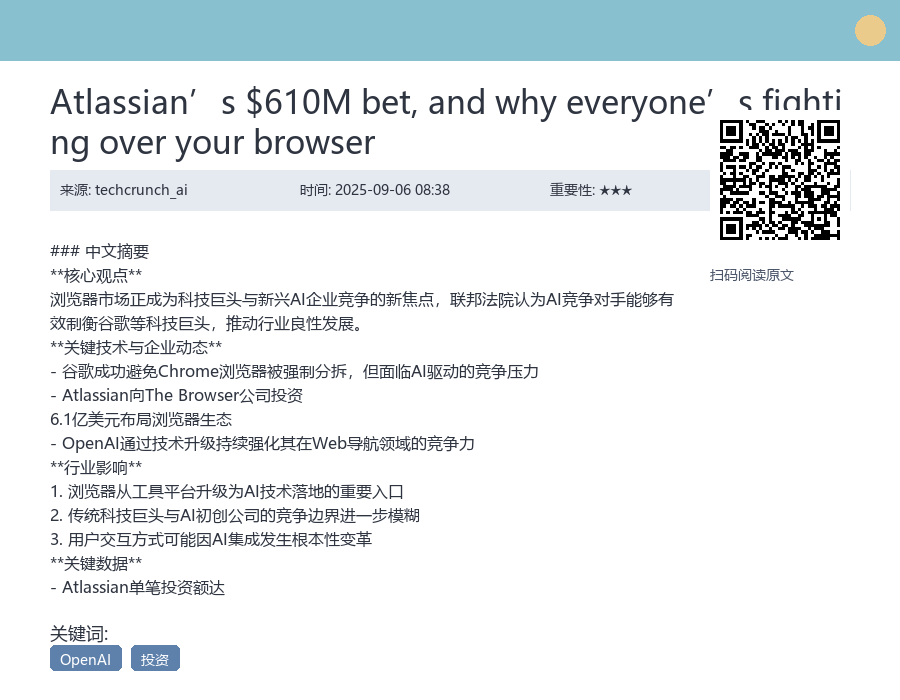 Atlassian’s $610M bet, and why everyone’s fighti
ng over your browser
来源: techcrunch_ai
时间: 2025-09-06 08:38
重要性: ★★★
扫码阅读原文
### 中文摘要
**核心观点**
浏览器市场正成为科技巨头与新兴AI企业竞争的新焦点，联邦法院认为AI竞争对手能够有
效制衡谷歌等科技巨头，推动行业良性发展。
**关键技术与企业动态**
- 谷歌成功避免Chrome浏览器被强制分拆，但面临AI驱动的竞争压力
- Atlassian向The Browser公司投资
6.1亿美元布局浏览器生态
- OpenAI通过技术升级持续强化其在Web导航领域的竞争力
**行业影响**
1. 浏览器从工具平台升级为AI技术落地的重要入口
2. 传统科技巨头与AI初创公司的竞争边界进一步模糊
3. 用户交互方式可能因AI集成发生根本性变革
**关键数据**
- Atlassian单笔投资额达
关键词:
OpenAI
投资